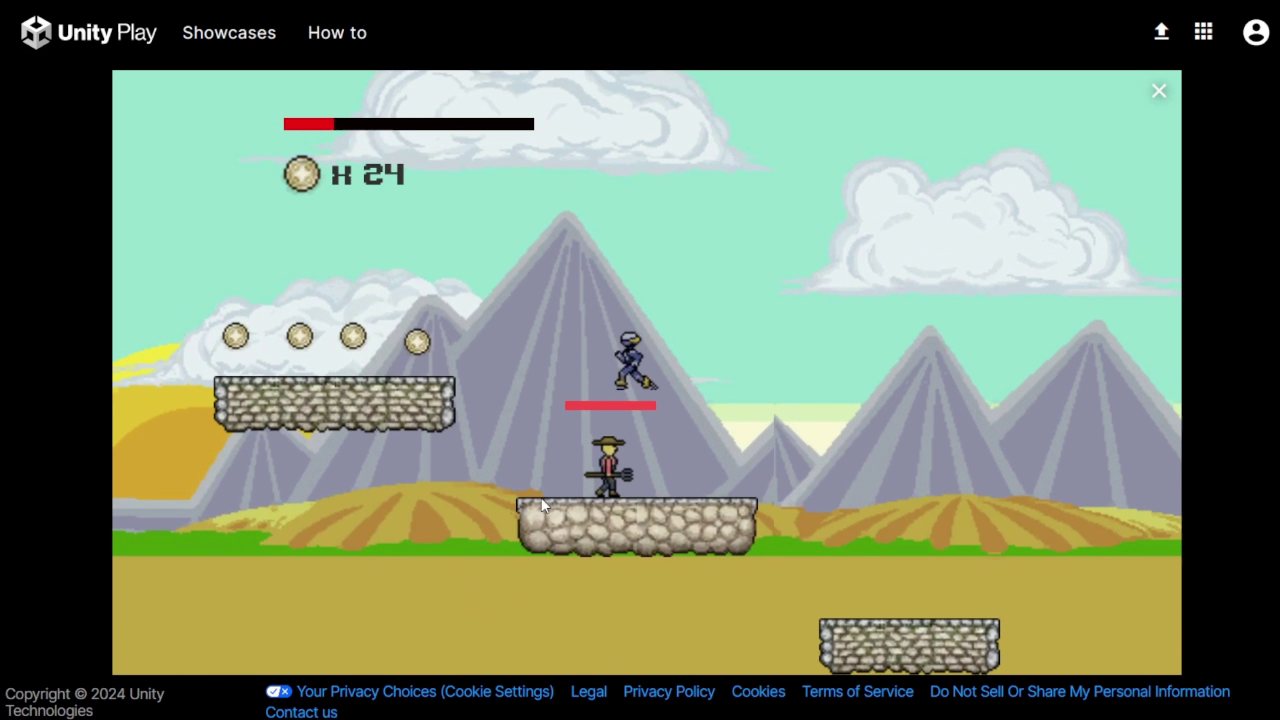 Unity Play
Showcases
How to
x 24
Copyright © 2024 Unity
Technologies
Your Privacy Choices (Cookie Settings)
Legal
Privacy Policy
Cookies
Terms of Service
Do Not Sell Or Share My Personal Information
Contact us